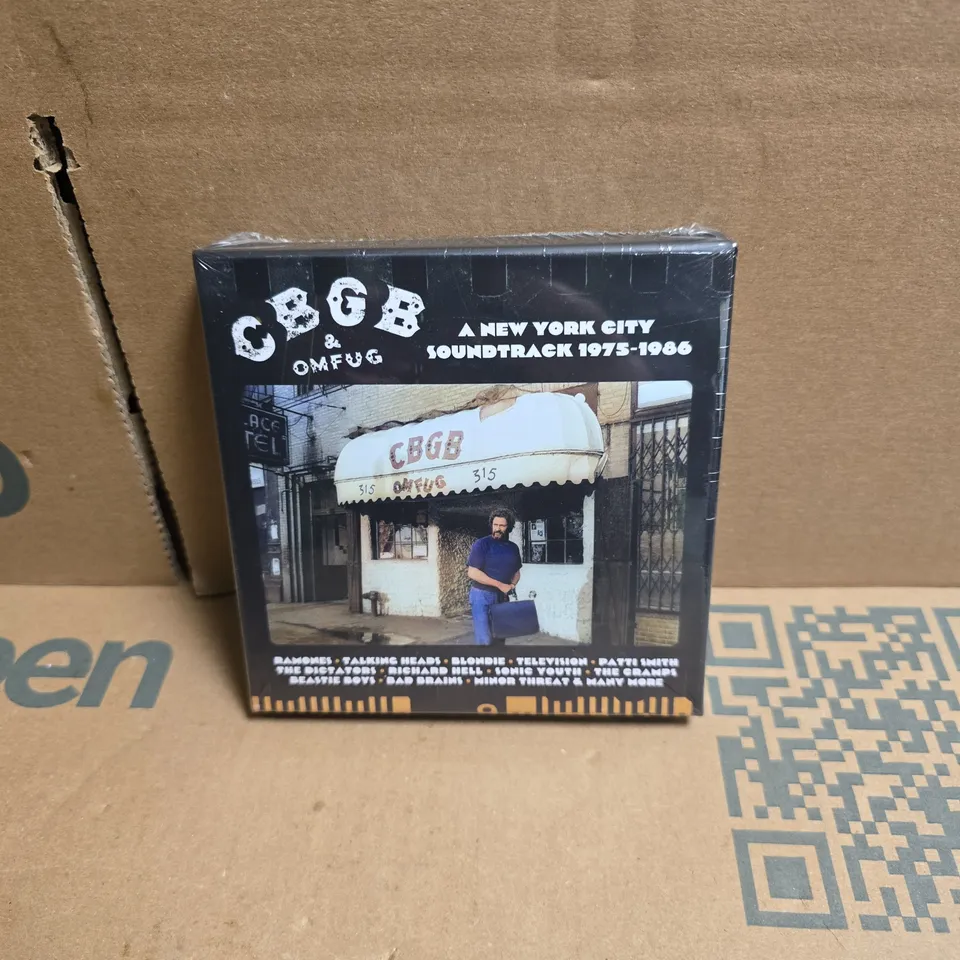 CBGB
&
OMFUG
A NEW YORK CITY
SOUNDTRACK 1975-1986
CBGB
315 OMFUG 315
RAMONES • TALKING HEADS • BLONDIE • TELEVISION • PATTI SMITH
THE DICTATORS • RICHARD HELL • SONIC YOUTH • THE CRAMPS
BEASTIE BOYS • BAD BRAINS • MINOR THREAT & MANY MORE